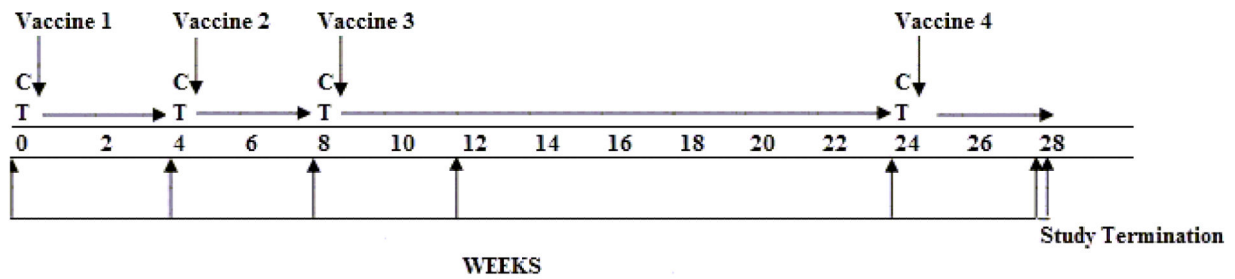 Vaccine 1 Vaccine 2 Vaccine 3 Vaccine 4
C C C C
T T T T
0 2 4 6 8 10 12 14 16 18 20 22 24 26 28
Study Termination
WEEKS